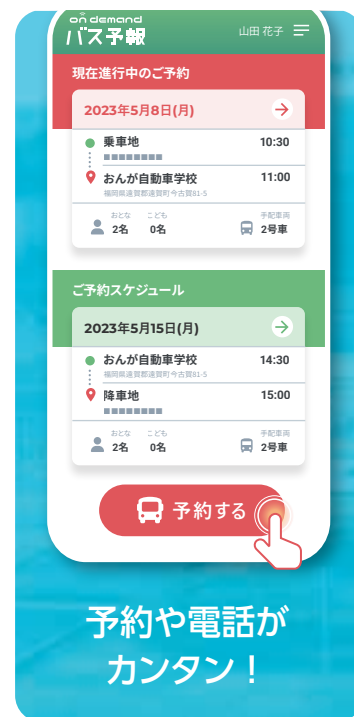 on demand
バス予報
山田 花子
現在進行中のご予約
2023年5月8日(月)
乗車地 10:30
■■■■■■■■
おんが自動車学校 11:00
福岡県遠賀郡遠賀町今古賀81-5
おとな こども 手配車両
2名 0名 2号車
ご予約スケジュール
2023年5月15日(月)
おんが自動車学校 14:30
福岡県遠賀郡遠賀町今古賀81-5
降車地 15:00
■■■■■■■■
おとな こども 手配車両
2名 0名 2号車
予約する
予約や電話が
カンタン！